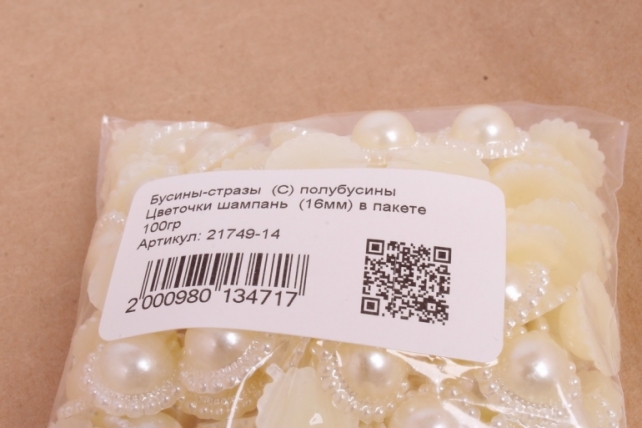 Бусины-стразы (С) полубусины
Цветочки шампань (16мм) в пакете
100гр
Артикул: 21749-14
2 000980 134717